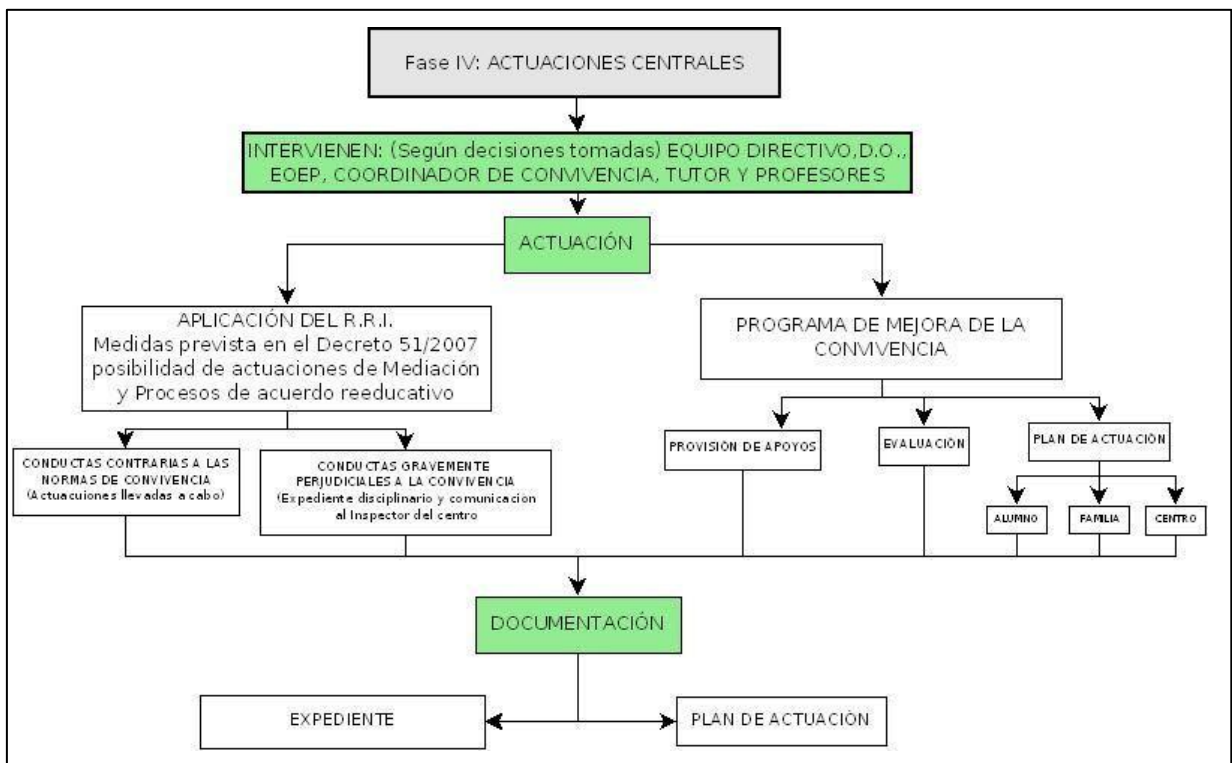 Fase IV: ACTUACIONES CENTRALES
INTERVIENEN: (Según decisiones tomadas) EQUIPO DIRECTIVO,D.O.,
EOEP, COORDINADOR DE CONVIVENCIA, TUTOR Y PROFESORES
ACTUACIÓN
APLICACIÓN DEL R.R.I.
Medidas prevista en el Decreto 51/2007
posibilidad de actuaciones de Mediación
y Procesos de acuerdo reeducativo
PROGRAMA DE MEJORA DE LA
CONVIVENCIA
CONDUCTAS CONTRARIAS A LAS
NORMAS DE CONVIVENCIA
(Actuacuiones llevadas a cabo)
CONDUCTAS GRAVEMENTE
PERJUDICIALES A LA CONVIVENCIA
(Expediente disciplinario y comunicación
al Inspector del centro
PROVISIÓN DE APOYOS
EVALUACIÓN
PLAN DE ACTUACIÓN
ALUMNO
FAMILIA
CENTRO
DOCUMENTACIÓN
EXPEDIENTE
PLAN DE ACTUACIÓN